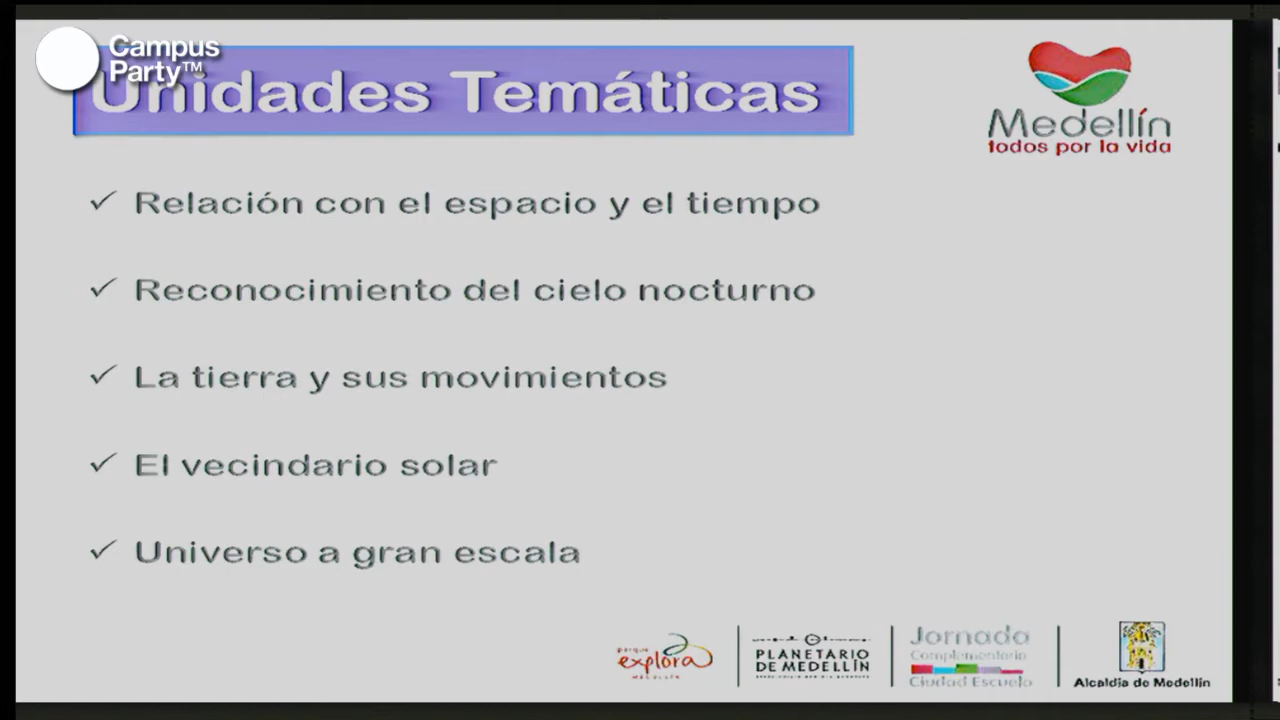 Campus
Party™
Unidades Temáticas
Medellín
todos por la vida
✓ Relación con el espacio y el tiempo
✓ Reconocimiento del cielo nocturno
✓ La tierra y sus movimientos
✓ El vecindario solar
✓ Universo a gran escala
parque
explora
MEDELLÍN
PLANETARIO
DE MEDELLÍN
Jornada
Complementaria
Ciudad Escuela
Alcaldía de Medellín